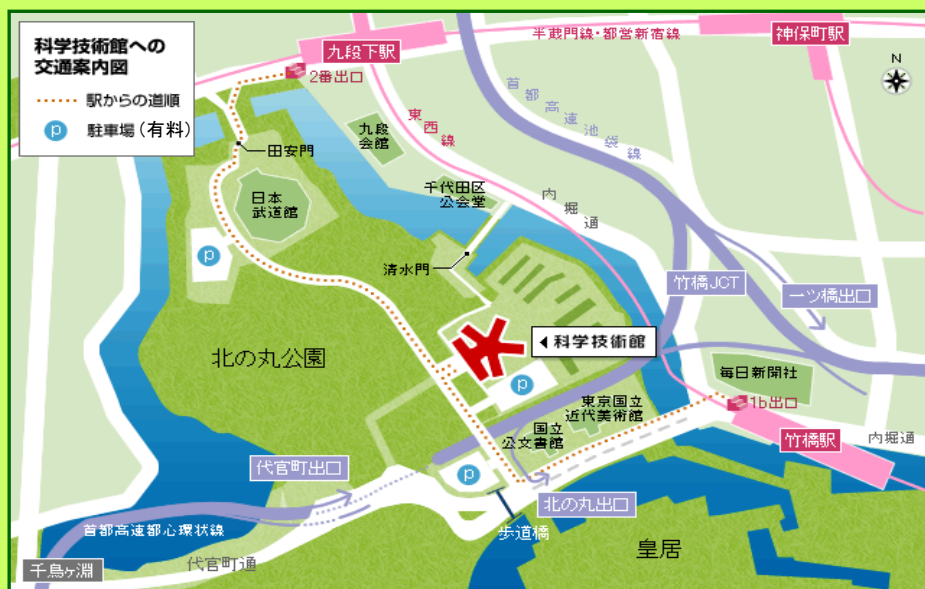 科学技術館への
交通案内図
駅からの道順
P 駐車場(有料)
九段下駅
2番出口
半蔵門線・都営新宿線
神保町駅
N
首都高速池袋線
東西線
九段
会館
田安門
日本
武道館
千代田区
公会堂
内堀通
P
清水門
竹橋JCT
一ツ橋出口
科学技術館
北の丸公園
P
毎日新聞社
1b出口
東京国立
近代美術館
国立
公文書館
竹橋駅
内堀通
代官町出口
P
北の丸出口
首都高速都心環状線
歩道橋
皇居
代官町通
千鳥ヶ淵